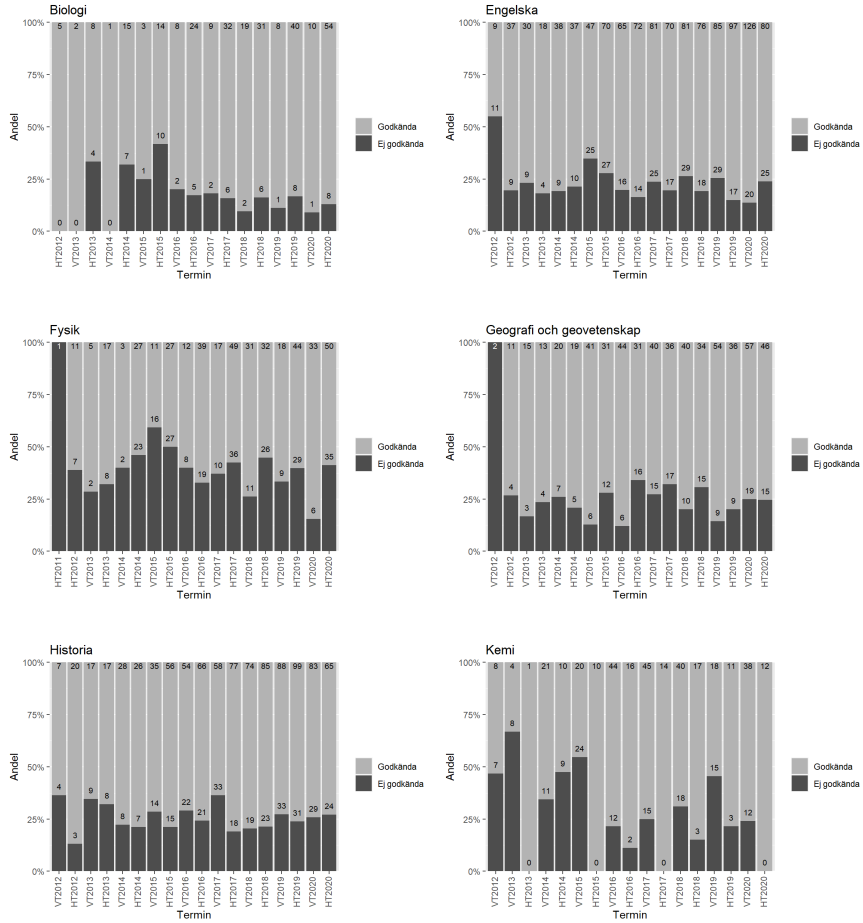 Biologi
100%
75%
50%
25%
0%
Andel
5 2 8 1 15 3 14 8 24 9 32 19 31 8 40 10 54
0 0 4 0 7 1 10 2 5 2 6 2 6 1 8 1 8
HT2012 VT2013 HT2013 VT2014 HT2014 VT2015 HT2015 VT2016 HT2016 VT2017 HT2017 VT2018 HT2018 VT2019 HT2019 VT2020 HT2020
Termin
Godkända
Ej godkända
Engelska
100%
75%
50%
25%
0%
Andel
9 37 30 18 38 37 47 70 65 72 81 70 81 76 85 97 126 80
11 9 9 4 9 10 25 27 16 14 25 17 29 18 29 17 20 25
VT2012 HT2012 VT2013 HT2013 VT2014 HT2014 VT2015 HT2015 VT2016 HT2016 VT2017 HT2017 VT2018 HT2018 VT2019 HT2019 VT2020 HT2020
Termin
Godkända
Ej godkända
Fysik
100%
75%
50%
25%
0%
Andel
1 11 5 17 3 27 11 27 12 39 17 49 31 32 18 44 33 50
7 2 8 2 23 16 27 8 19 10 36 11 26 9 29 6 35
HT2011 HT2012 VT2013 HT2013 VT2014 HT2014 VT2015 HT2015 VT2016 HT2016 VT2017 HT2017 VT2018 HT2018 VT2019 HT2019 VT2020 HT2020
Termin
Godkända
Ej godkända
Geografi och geovetenskap
100%
75%
50%
25%
0%
Andel
2 11 15 13 20 19 41 31 44 31 40 36 40 34 54 36 57 46
4 3 4 7 5 6 12 6 16 15 17 10 15 9 9 19 15
VT2012 HT2012 VT2013 HT2013 VT2014 HT2014 VT2015 HT2015 VT2016 HT2016 VT2017 HT2017 VT2018 HT2018 VT2019 HT2019 VT2020 HT2020
Termin
Godkända
Ej godkända
Historia
100%
75%
50%
25%
0%
Andel
7 20 17 17 28 26 35 56 54 66 58 77 74 85 88 99 83 65
4 3 9 8 8 7 14 15 22 21 33 18 19 23 33 31 29 24
VT2012 HT2012 VT2013 HT2013 VT2014 HT2014 VT2015 HT2015 VT2016 HT2016 VT2017 HT2017 VT2018 HT2018 VT2019 HT2019 VT2020 HT2020
Termin
Godkända
Ej godkända
Kemi
100%
75%
50%
25%
0%
Andel
8 4 1 21 10 20 10 44 16 45 14 40 17 18 11 38 12
7 8 0 11 9 24 0 12 2 15 0 18 3 15 3 12 0
VT2012 VT2013 HT2013 VT2014 HT2014 VT2015 HT2015 VT2016 HT2016 VT2017 HT2017 VT2018 HT2018 VT2019 HT2019 VT2020 HT2020
Termin
Godkända
Ej godkända